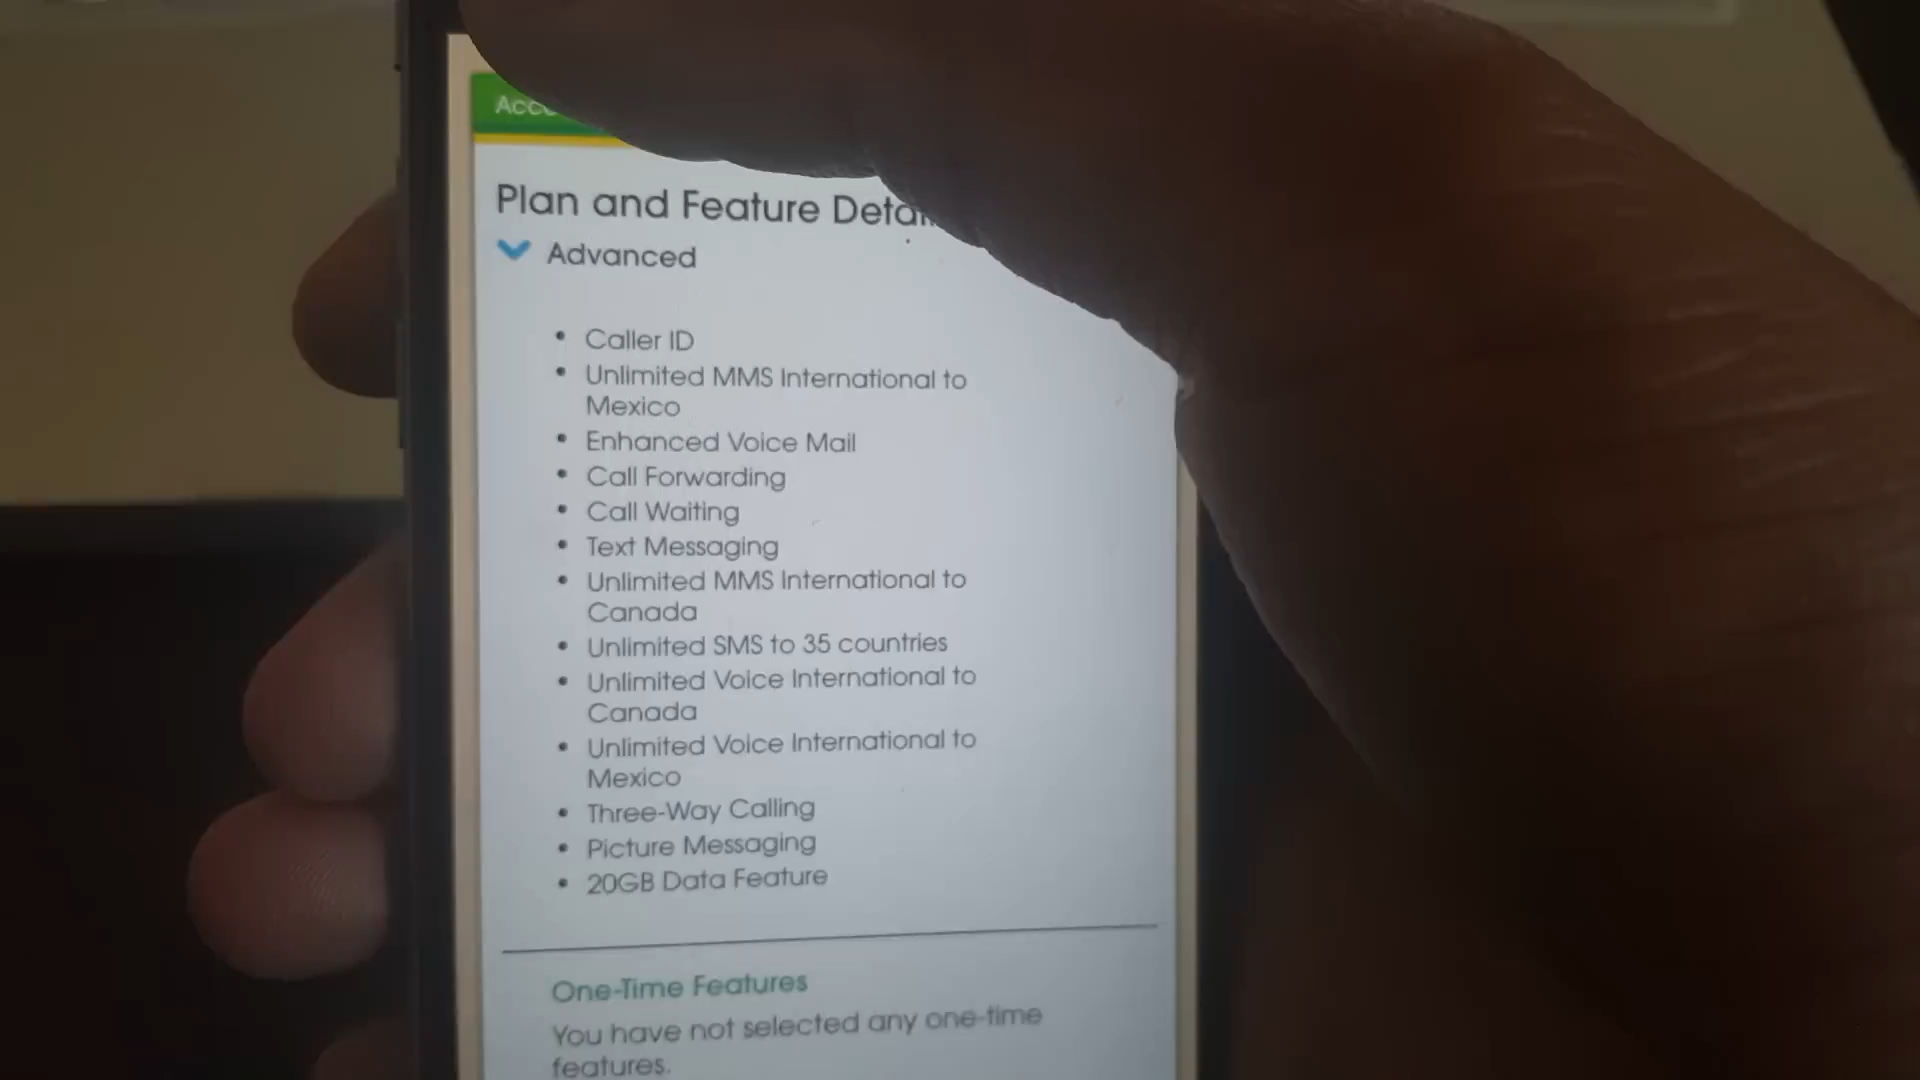 Plan and Feature
Advanced
• Caller ID
• Unlimited MMS International to
Mexico
• Enhanced Voice Mail
• Call Forwarding
• Call Waiting
• Text Messaging
• Unlimited MMS International to
Canada
• Unlimited SMS to 35 countries
• Unlimited Voice International to
Canada
• Unlimited Voice International to
Mexico
• Three-Way Calling
• Picture Messaging
• 20GB Data Feature
One-Time Features
You have not selected any one-time
features.